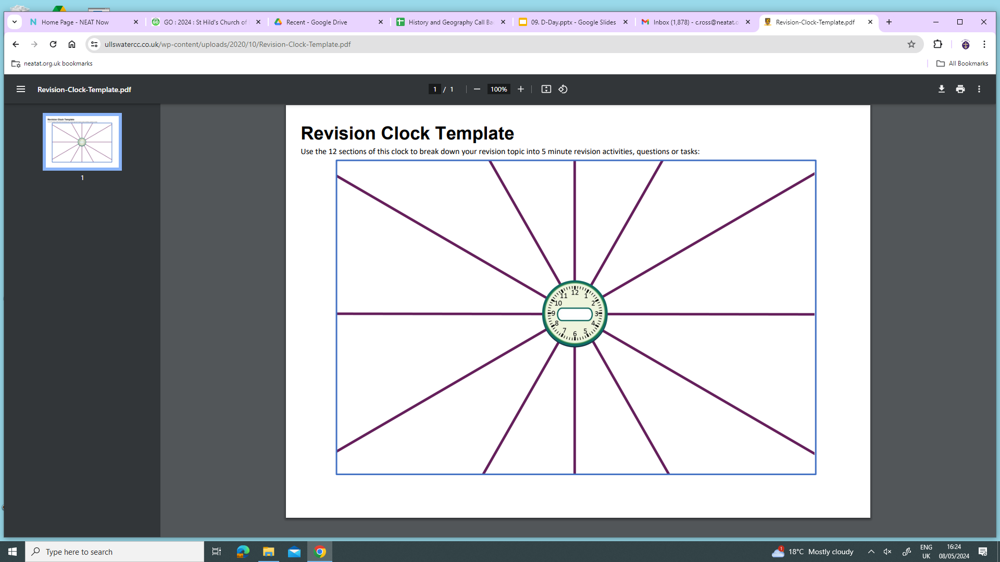 Home Page - NEAT Now
GO : 2024 : St Hild's Church of
Recent - Google Drive
History and Geography Call Ba
09. D-Day.pptx - Google Slides
Inbox (1,878) - c.ross@neatat.o
Revision-Clock-Template.pdf
ullswatercc.co.uk/wp-content/uploads/2020/10/Revision-Clock-Template.pdf
neatat.org.uk bookmarks
All Bookmarks
Revision-Clock-Template.pdf
1 / 1
100%
Revision Clock Template
1
Revision Clock Template
Use the 12 sections of this clock to break down your revision topic into 5 minute revision activities, questions or tasks:
12
11 1
10 2
9 3
8 4
7 5
6
Type here to search
1
18°C Mostly cloudy
ENG
UK
16:24
08/05/2024